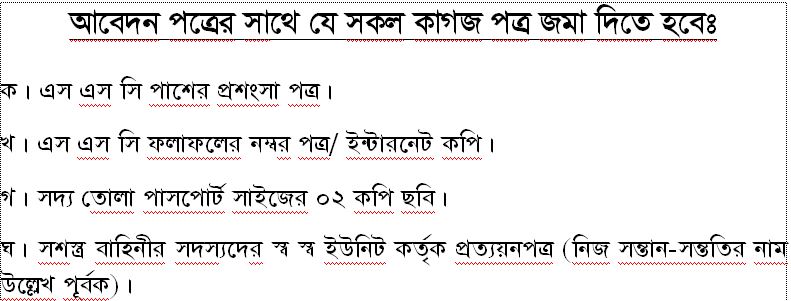 আবেদন পত্রের সাথে যে সকল কাগজ পত্র জমা দিতে হবেঃ
ক। এস এস সি পাশের প্রশংসা পত্র।
খ। এস এস সি ফলাফলের নম্বর পত্র/ ইন্টারনেট কপি।
গ। সদ্য তোলা পাসপোর্ট সাইজের ০২ কপি ছবি।
ঘ। সশস্ত্র বাহিনীর সদস্যদের স্ব স্ব ইউনিট কর্তৃক প্রত্যয়নপত্র (নিজ সন্তান-সন্ততির নাম
উল্লেখ পূর্বক)।